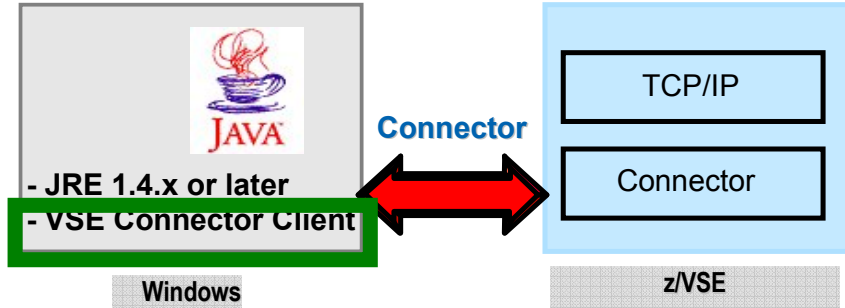 JAVA
- JRE 1.4.x or later
- VSE Connector Client
Windows
Connector
TCP/IP
Connector
z/VSE